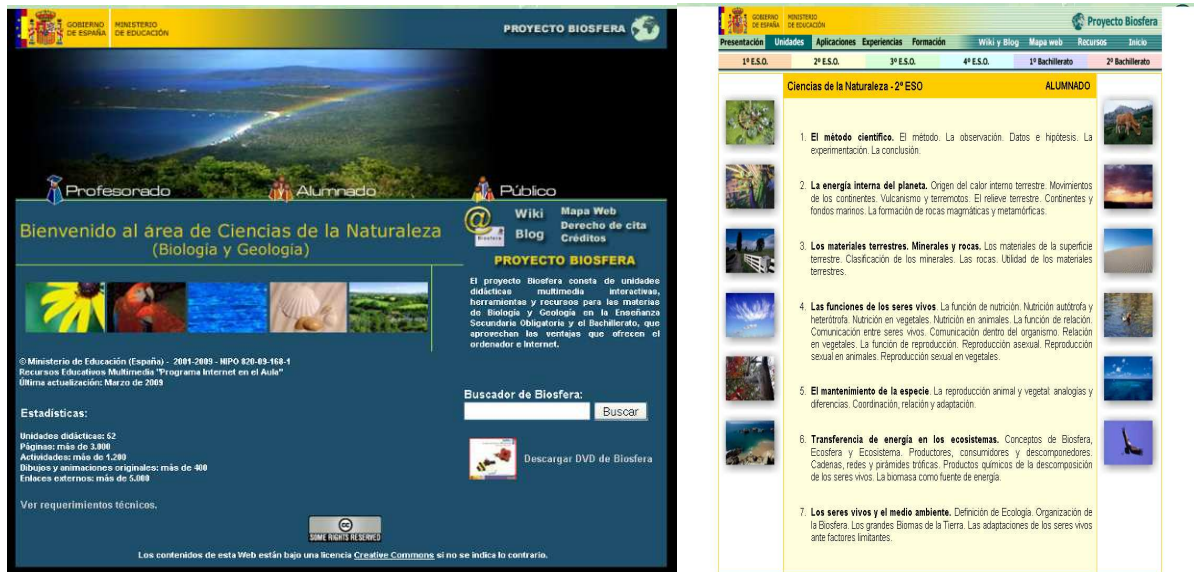 GOBIERNO DE ESPAÑA
MINISTERIO DE EDUCACIÓN
PROYECTO BIOSFERA
Profesorado
Alumnado
Público
Bienvenido al área de Ciencias de la Naturaleza
(Biología y Geología)
@
Biosfera
Wiki
Blog
Mapa Web
Derecho de cita
Créditos
PROYECTO BIOSFERA
El proyecto Biosfera consta de unidades
didácticas multimedia interactivas,
herramientas y recursos para las materias
de Biología y Geología en la Enseñanza
Secundaria Obligatoria y el Bachillerato, que
aprovechan las ventajas que ofrecen el
ordenador e Internet.
© Ministerio de Educación (España) - 2001-2009 - NIPO 820-09-168-1
Recursos Educativos Multimedia "Programa Internet en el Aula"
Última actualización: Marzo de 2009
Estadísticas:
Unidades didácticas: 62
Páginas: más de 3.000
Actividades: más de 1.200
Dibujos y animaciones originales: más de 400
Enlaces externos: más de 5.000
Ver requerimientos técnicos.
Buscador de Biosfera:
Buscar
Descargar DVD de Biosfera
cc
SOME RIGHTS RESERVED
Los contenidos de esta Web están bajo una licencia Creative Commons si no se indica lo contrario.
GOBIERNO DE ESPAÑA
MINISTERIO DE EDUCACIÓN
Proyecto Biosfera
Presentación Unidades Aplicaciones Experiencias Formación Wiki y Blog Mapa web Recursos Inicio
1º E.S.O. 2º E.S.O. 3º E.S.O. 4º E.S.O. 1º Bachillerato 2º Bachillerato
Ciencias de la Naturaleza - 2º ESO ALUMNADO
1. El método científico. El método. La observación. Datos e hipótesis. La
experimentación. La conclusión.
2. La energía interna del planeta. Origen del calor interno terrestre. Movimientos
de los continentes. Vulcanismo y terremotos. El relieve terrestre. Continentes y
fondos marinos. La formación de rocas magmáticas y metamórficas.
3. Los materiales terrestres. Minerales y rocas. Los materiales de la superficie
terrestre. Clasificación de los minerales. Las rocas. Utilidad de los materiales
terrestres.
4. Las funciones de los seres vivos. La función de nutrición. Nutrición autótrofa y
heterótrofa. Nutrición en vegetales. Nutrición en animales. La función de relación.
Comunicación entre seres vivos. Comunicación dentro del organismo. Relación
en vegetales. La función de reproducción. Reproducción asexual. Reproducción
sexual en animales. Reproducción sexual en vegetales.
5. El mantenimiento de la especie. La reproducción animal y vegetal: analogías y
diferencias. Coordinación, relación y adaptación.
6. Transferencia de energía en los ecosistemas. Conceptos de Biosfera,
Ecosfera y Ecosistema. Productores, consumidores y descomponedores.
Cadenas, redes y pirámides tróficas. Productos químicos de la descomposición
de los seres vivos. La biomasa como fuente de energía.
7. Los seres vivos y el medio ambiente. Definición de Ecología. Organización de
la Biosfera. Los grandes Biomas de la Tierra. Las adaptaciones de los seres vivos
ante factores limitantes.